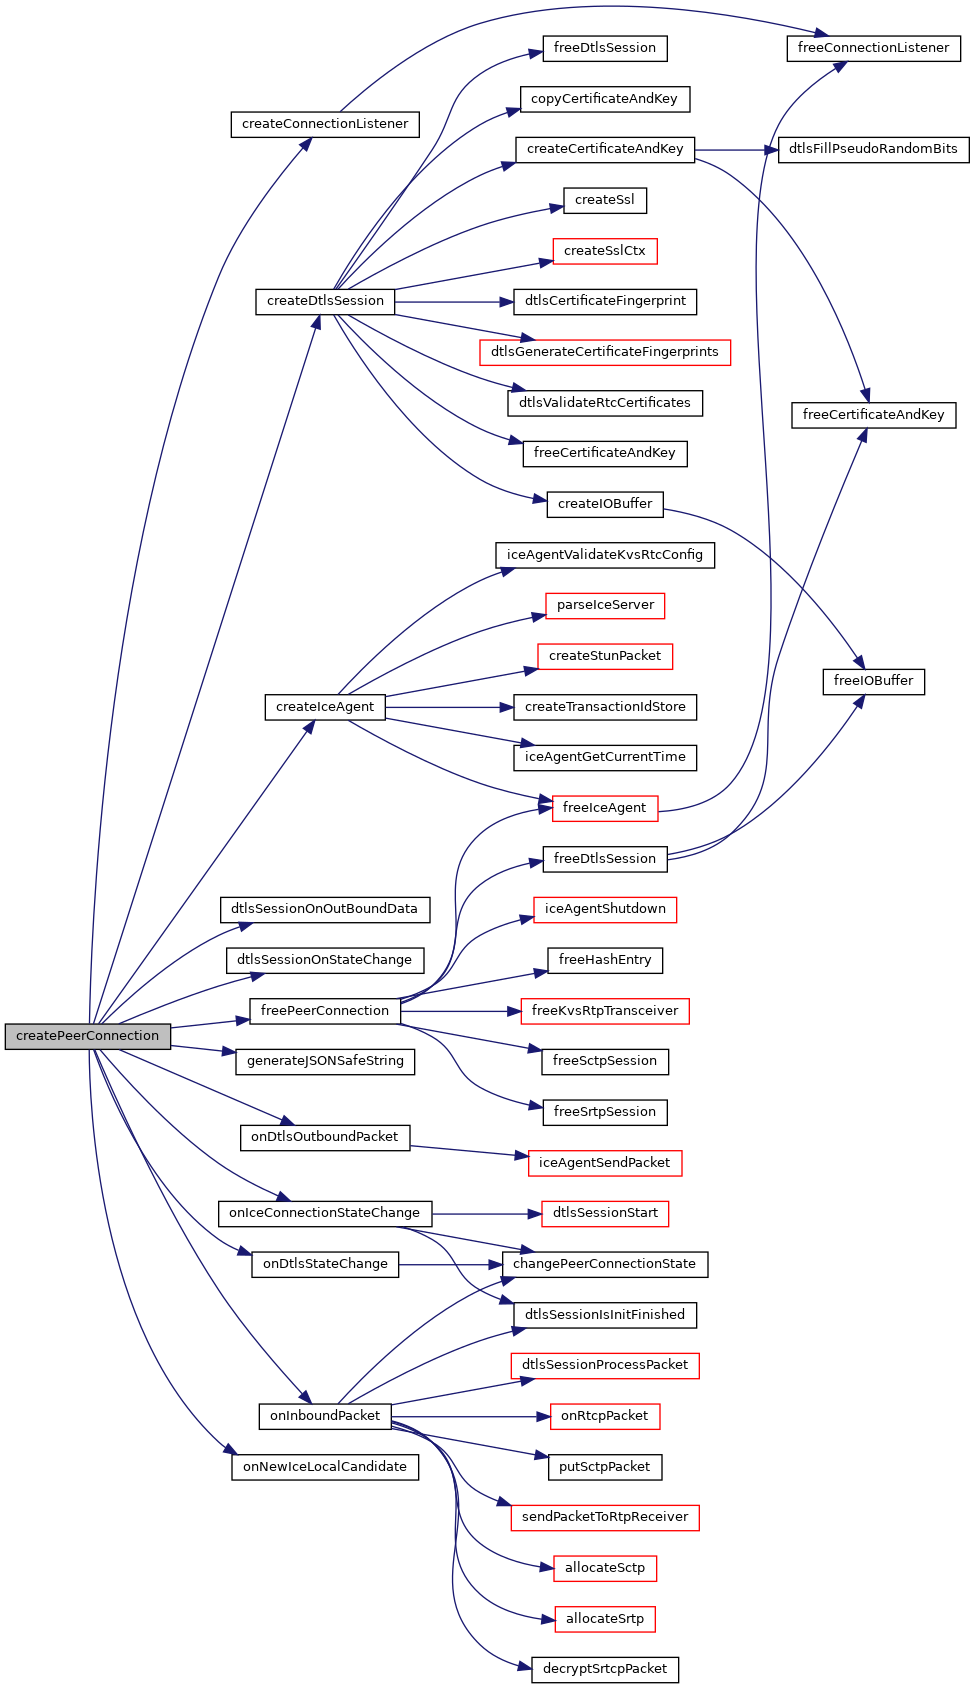 freeDtlsSession
freeConnectionListener
copyCertificateAndKey
createConnectionListener
createCertificateAndKey
dtlsFillPseudoRandomBits
createSsl
createSslCtx
createDtlsSession
dtlsCertificateFingerprint
dtlsGenerateCertificateFingerprints
dtlsValidateRtcCertificates
freeCertificateAndKey
freeCertificateAndKey
createIOBuffer
iceAgentValidateKvsRtcConfig
parseIceServer
createStunPacket
freeIOBuffer
createIceAgent
createTransactionIdStore
iceAgentGetCurrentTime
freeIceAgent
freeDtlsSession
dtlsSessionOnOutBoundData
iceAgentShutdown
dtlsSessionOnStateChange
freeHashEntry
freePeerConnection
freeKvsRtpTransceiver
createPeerConnection
generateJSONSafeString
freeSctpSession
freeSrtpSession
onDtlsOutboundPacket
iceAgentSendPacket
onIceConnectionStateChange
dtlsSessionStart
onDtlsStateChange
changePeerConnectionState
dtlsSessionIsInitFinished
dtlsSessionProcessPacket
onInboundPacket
onRtcpPacket
onNewIceLocalCandidate
putSctpPacket
sendPacketToRtpReceiver
allocateSctp
allocateSrtp
decryptSrtcpPacket